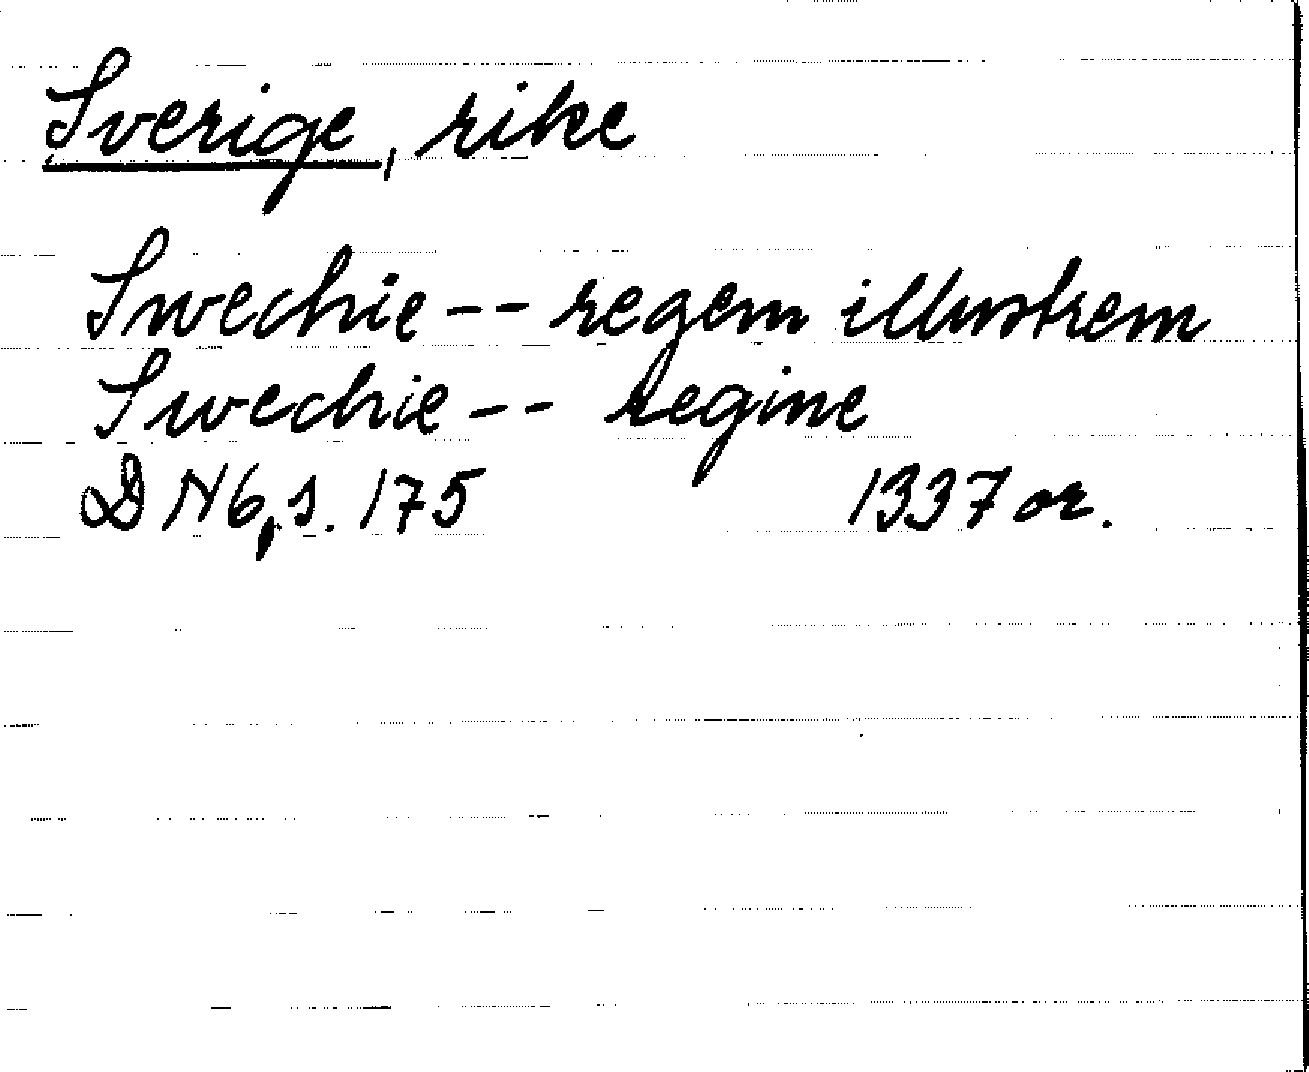 Sverige, rike
Swechie -- regem illustrem
Swechie -- regine
DN6, s. 175 1337 or.